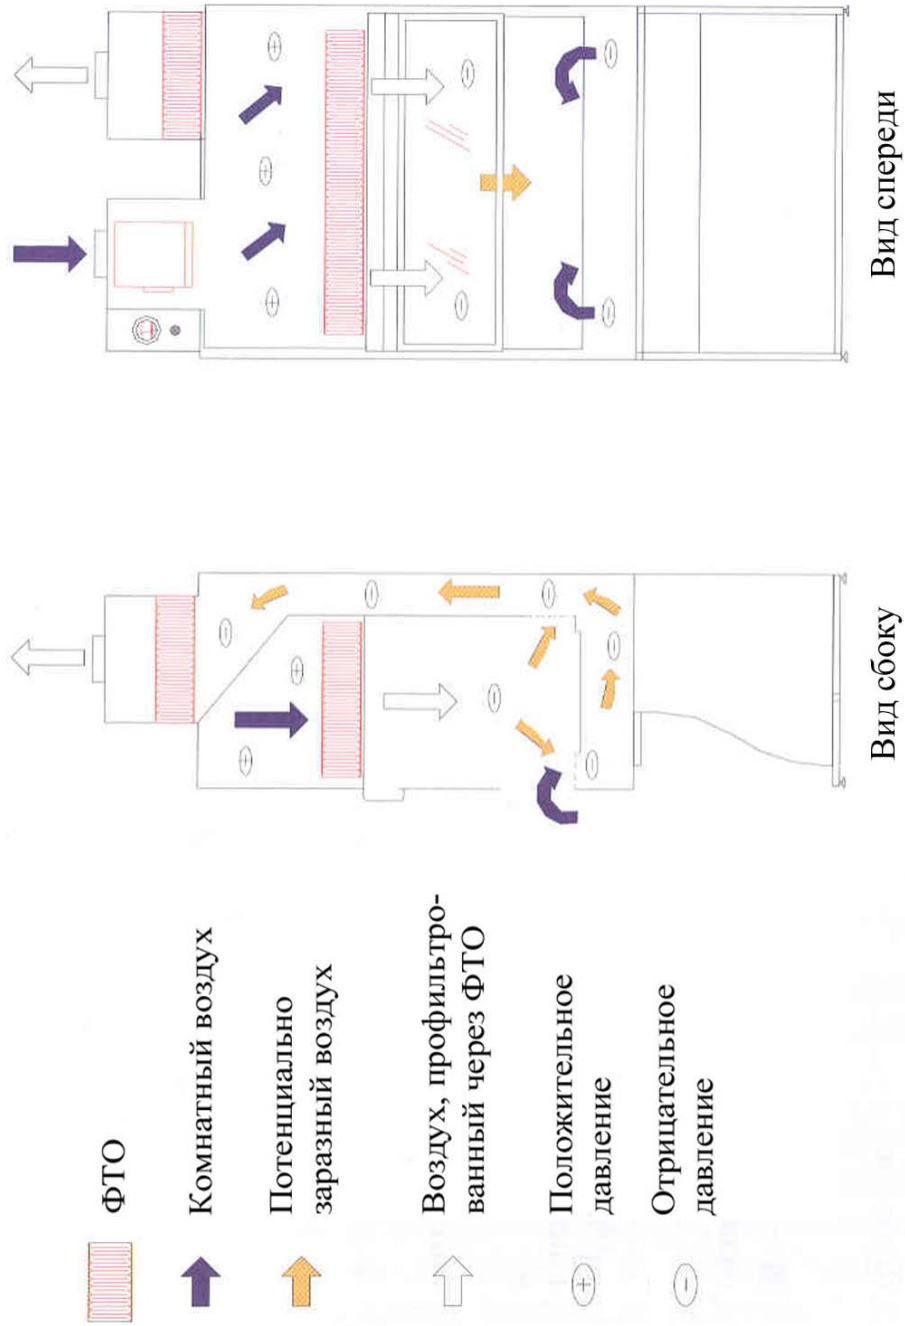 ФТО
Комнатный воздух
Потенциально
заразный воздух
Воздух, профильтро-
ванный через ФТО
Положительное
давление
Отрицательное
давление
Вид сбоку
Вид спереди